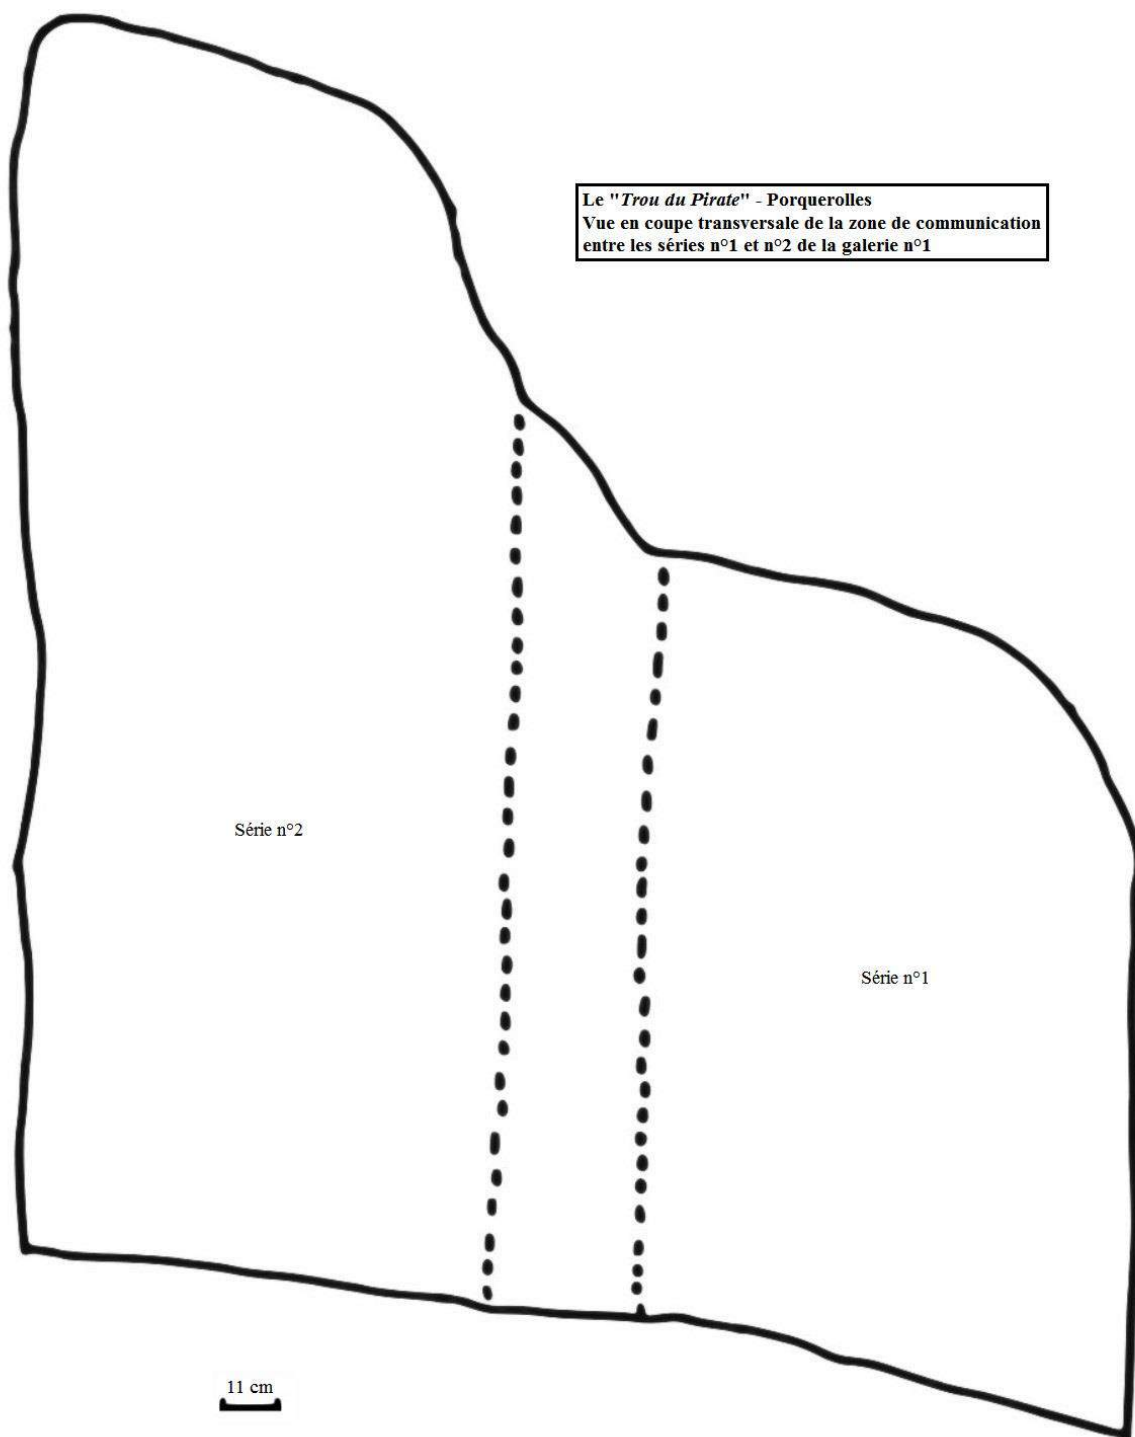 Le "Trou du Pirate" - Porquerolles
Vue en coupe transversale de la zone de communication
entre les séries n°1 et n°2 de la galerie n°1
Série n°2
Série n°1
11 cm